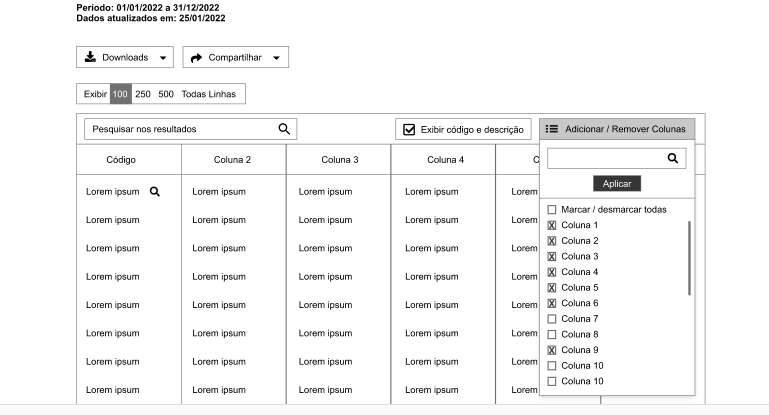 Período: 01/01/2022 a 31/12/2022
Dados atualizados em: 25/01/2022
Downloads
Compartilhar
Exibir 100 250 500 Todas Linhas
Pesquisar nos resultados
Exibir código e descrição
Adicionar / Remover Colunas
Código Coluna 2 Coluna 3 Coluna 4 C
Lorem ipsum Lorem ipsum Lorem ipsum Lorem ipsum Lorem
Lorem ipsum Lorem ipsum Lorem ipsum Lorem ipsum Lorem
Lorem ipsum Lorem ipsum Lorem ipsum Lorem ipsum Lorem
Lorem ipsum Lorem ipsum Lorem ipsum Lorem ipsum Lorem
Lorem ipsum Lorem ipsum Lorem ipsum Lorem ipsum Lorem
Lorem ipsum Lorem ipsum Lorem ipsum Lorem ipsum Lorem
Lorem ipsum Lorem ipsum Lorem ipsum Lorem ipsum Lorem
Lorem ipsum Lorem ipsum Lorem ipsum Lorem ipsum Lorem
Aplicar
Marcar / desmarcar todas
Coluna 1
Coluna 2
Coluna 3
Coluna 4
Coluna 5
Coluna 6
Coluna 7
Coluna 8
Coluna 9
Coluna 10
Coluna 10